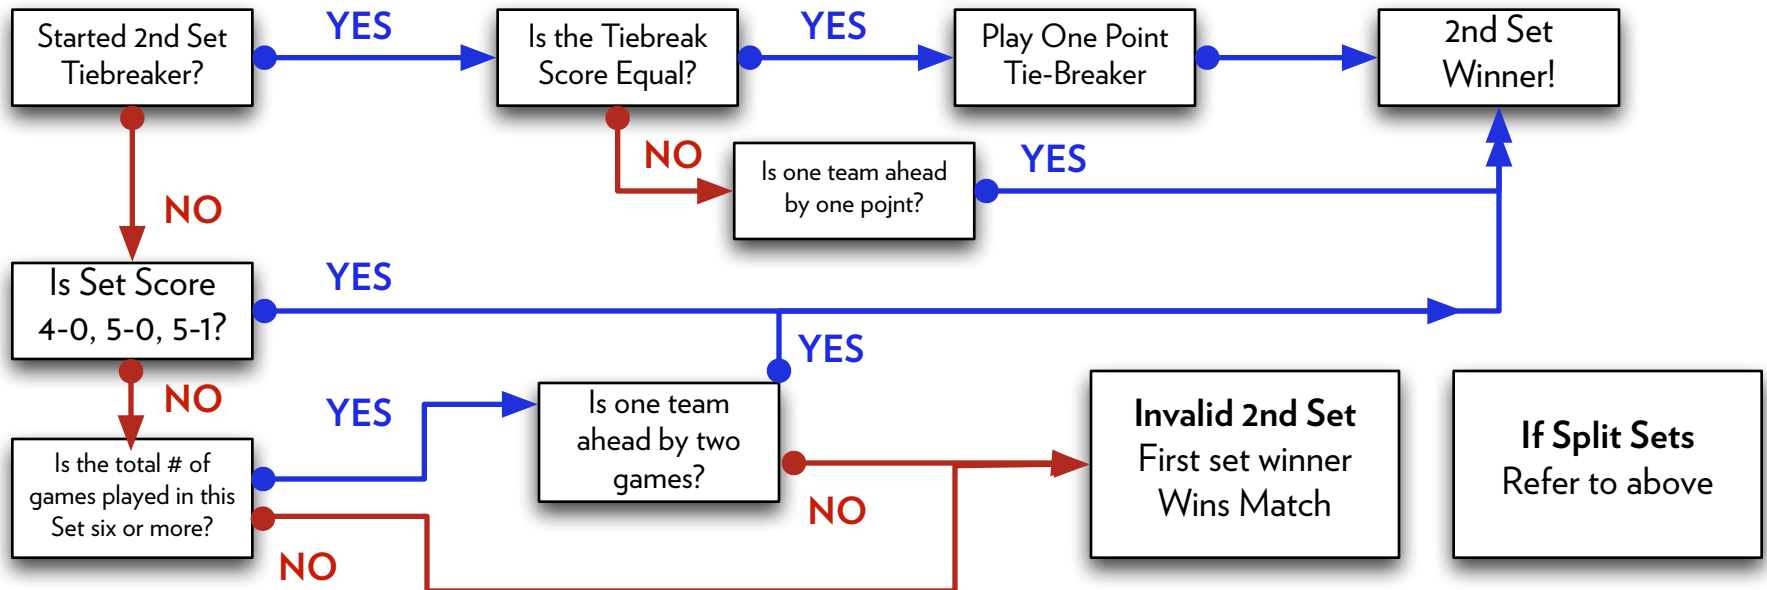 Started 2nd Set
Tiebreaker?
YES
Is the Tiebreak
Score Equal?
YES
Play One Point
Tie-Breaker
2nd Set
Winner!
NO
Is one team ahead
by one pojnt?
YES
NO
Is Set Score
4-0, 5-0, 5-1?
YES
YES
NO
YES
Is one team
ahead by two
games?
NO
Invalid 2nd Set
First set winner
Wins Match
If Split Sets
Refer to above
Is the total # of
games played in this
Set six or more?
NO